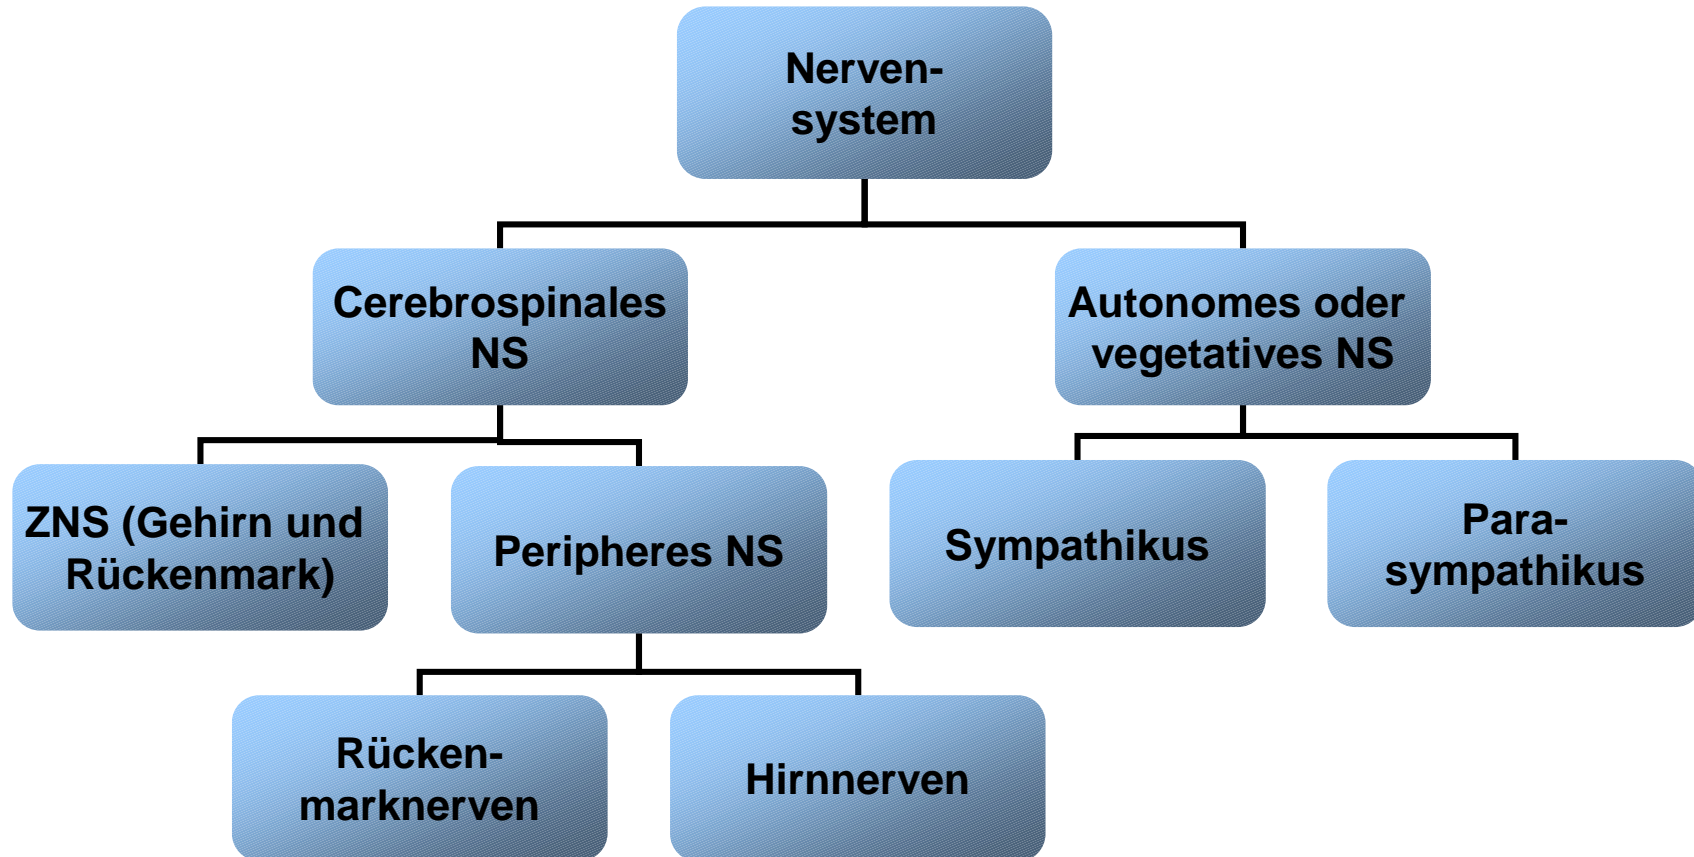 Nerven-
system
Cerebrospinales
NS
Autonomes oder
vegetatives NS
ZNS (Gehirn und
Rückenmark)
Peripheres NS
Sympathikus
Para-
sympathikus
Rücken-
marknerven
Hirnnerven